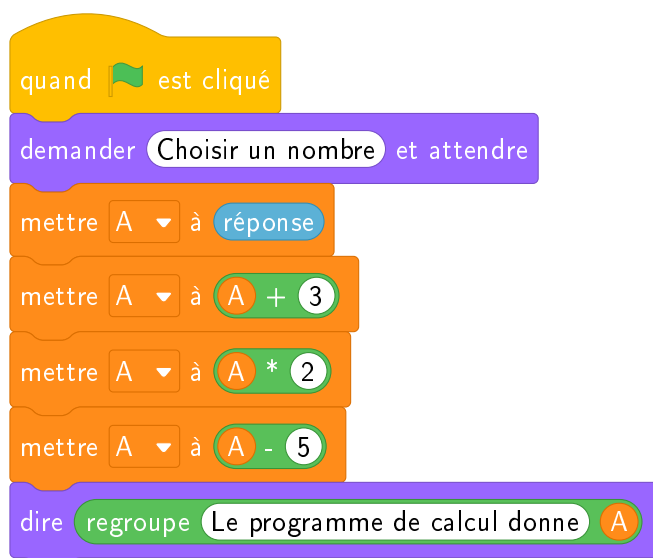 quand est cliqué
demander Choisir un nombre et attendre
mettre A à réponse
mettre A à A + 3
mettre A à A * 2
mettre A à A - 5
dire regroupe Le programme de calcul donne A